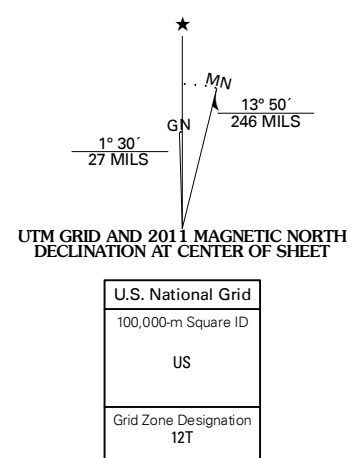 ★
MN
13° 50´
246 MILS
GN
1° 30´
27 MILS
UTM GRID AND 2011 MAGNETIC NORTH
DECLINATION AT CENTER OF SHEET
U.S. National Grid
100,000-m Square ID
US
Grid Zone Designation
12T